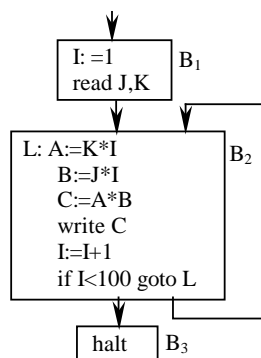 I: =1
read J,K
B1
L: A:=K*I
B:=J*I
C:=A*B
write C
I:=I+1
if I<100 goto L
B2
halt
B3